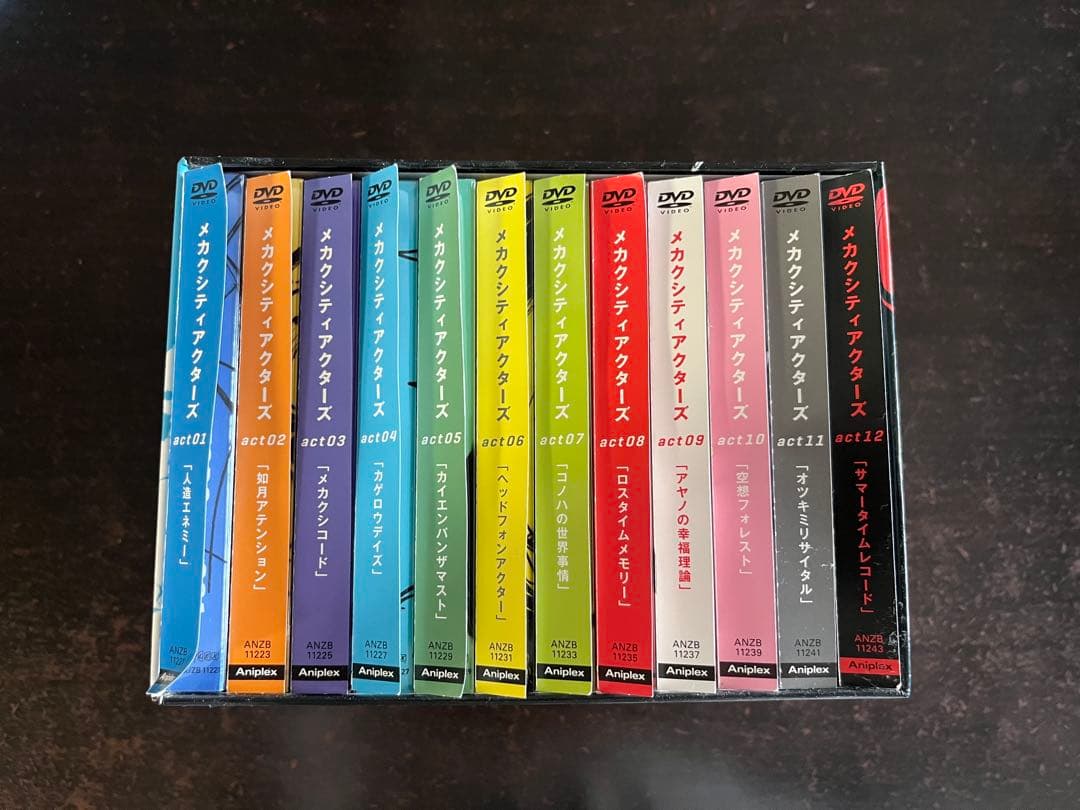 DVD
VIDEO
メカクシティアクターズ
act01
「人造エネミー」
ANZB
DVD
VIDEO
メカクシティアクターズ
act02
「如月アテンション」
ANZB
11223
Aniplex
DVD
VIDEO
メカクシティアクターズ
act03
「メカクシコード」
ANZB
11225
Aniplex
DVD
VIDEO
メカクシティアクターズ
act04
「カゲロウデイズ」
ANZB
11227
Aniplex
DVD
VIDEO
メカクシティアクターズ
act05
「カイエンパンザマスト」
ANZB
11229
Aniplex
DVD
VIDEO
メカクシティアクターズ
act06
「ヘッドフォンアクター」
ANZB
11231
Aniplex
DVD
VIDEO
メカクシティアクターズ
act07
「コノハの世界事情」
ANZB
11233
Aniplex
DVD
VIDEO
メカクシティアクターズ
act08
「ロスタイムメモリー」
ANZB
11235
Aniplex
DVD
VIDEO
メカクシティアクターズ
act09
「アヤノの幸福理論」
ANZB
11237
Aniplex
DVD
VIDEO
メカクシティアクターズ
act10
「空想フォレスト」
ANZB
11239
Aniplex
DVD
VIDEO
メカクシティアクターズ
act11
「オツキミリサイタル」
ANZB
11241
Aniplex
DVD
VIDEO
メカクシティアクターズ
act12
「サマータイムレコード」
ANZB
11243
Aniplex